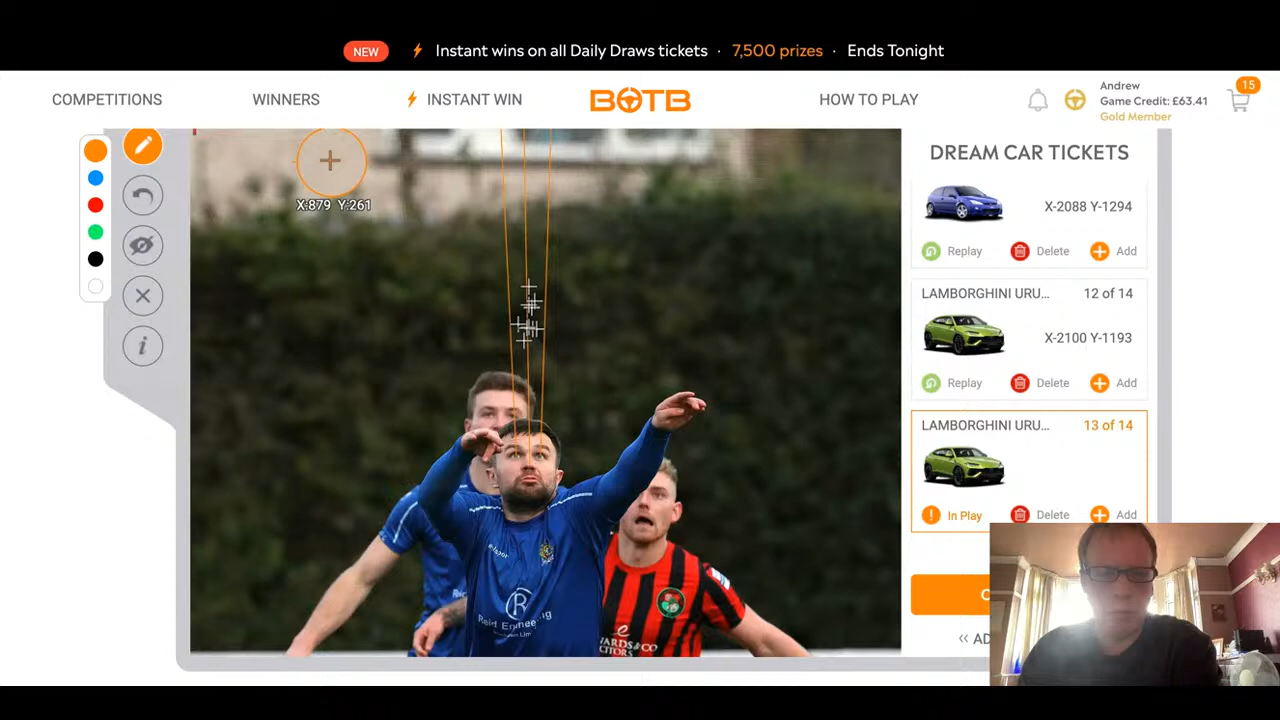 NEW Instant wins on all Daily Draws tickets · 7,500 prizes · Ends Tonight
COMPETITIONS WINNERS INSTANT WIN BOTB HOW TO PLAY
Andrew
Game Credit: £63.41
Gold Member
15
X:879 Y:261
DREAM CAR TICKETS
X-2088 Y-1294
Replay Delete Add
LAMBORGHINI URU... 12 of 14
X-2100 Y-1193
Replay Delete Add
LAMBORGHINI URU... 13 of 14
In Play Delete Add
<< AD
R
Reid Engineering